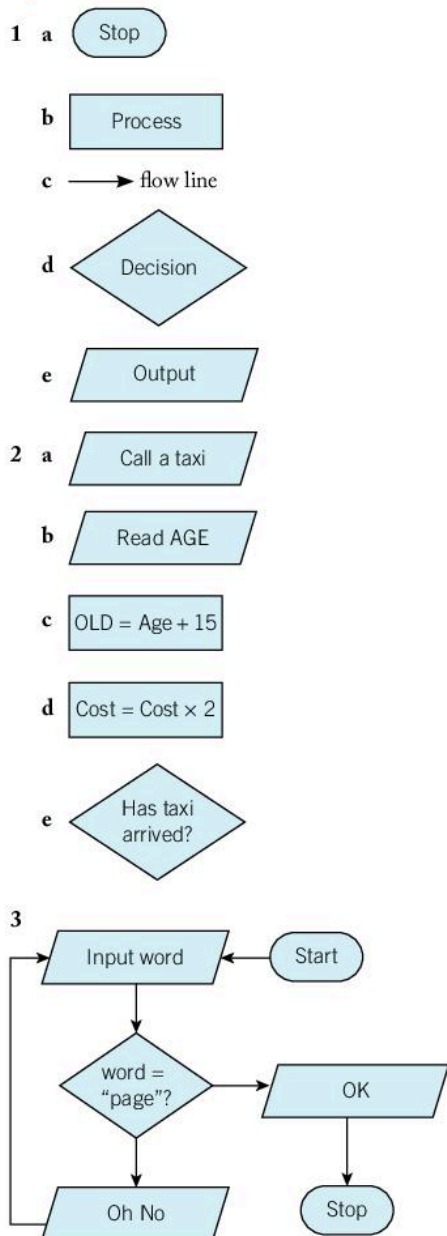 1 a Stop
b Process
c flow line
d Decision
e Output
2 a Call a taxi
b Read AGE
c OLD = Age + 15
d Cost = Cost × 2
e Has taxi
arrived?
3
Input word
Start
word =
“page”?
OK
Oh No
Stop